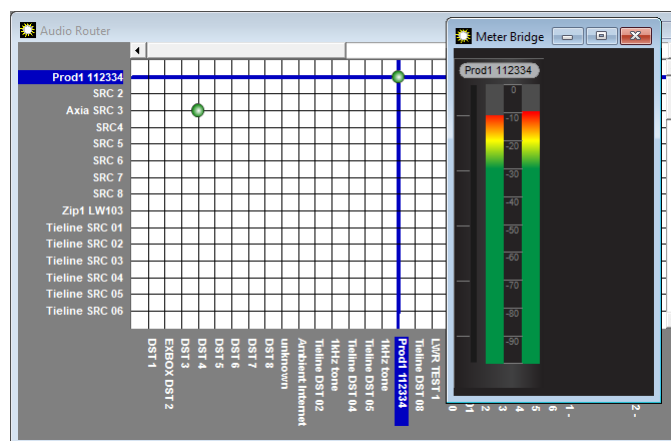 Audio Router
Meter Bridge
Prod1 112334
SRC 2
Axia SRC 3
SRC4
SRC 5
SRC 6
SRC 7
SRC 8
Zip1 LW103
Tieline SRC 01
Tieline SRC 02
Tieline SRC 03
Tieline SRC 04
Tieline SRC 05
Tieline SRC 06
Prod1 112334
0
-10
-20
-30
-40
-50
-60
-70
-80
-90
DST 1
EXBOX DST 2
DST 3
DST 4
DST 5
DST 6
DST 7
DST 8
unknown
Ambient Internet
Tieline DST 02
1kHz tone
Tieline DST 04
Tieline DST 05
1kHz tone
Prod1 112334
Tieline DST 08
LWR TEST 1